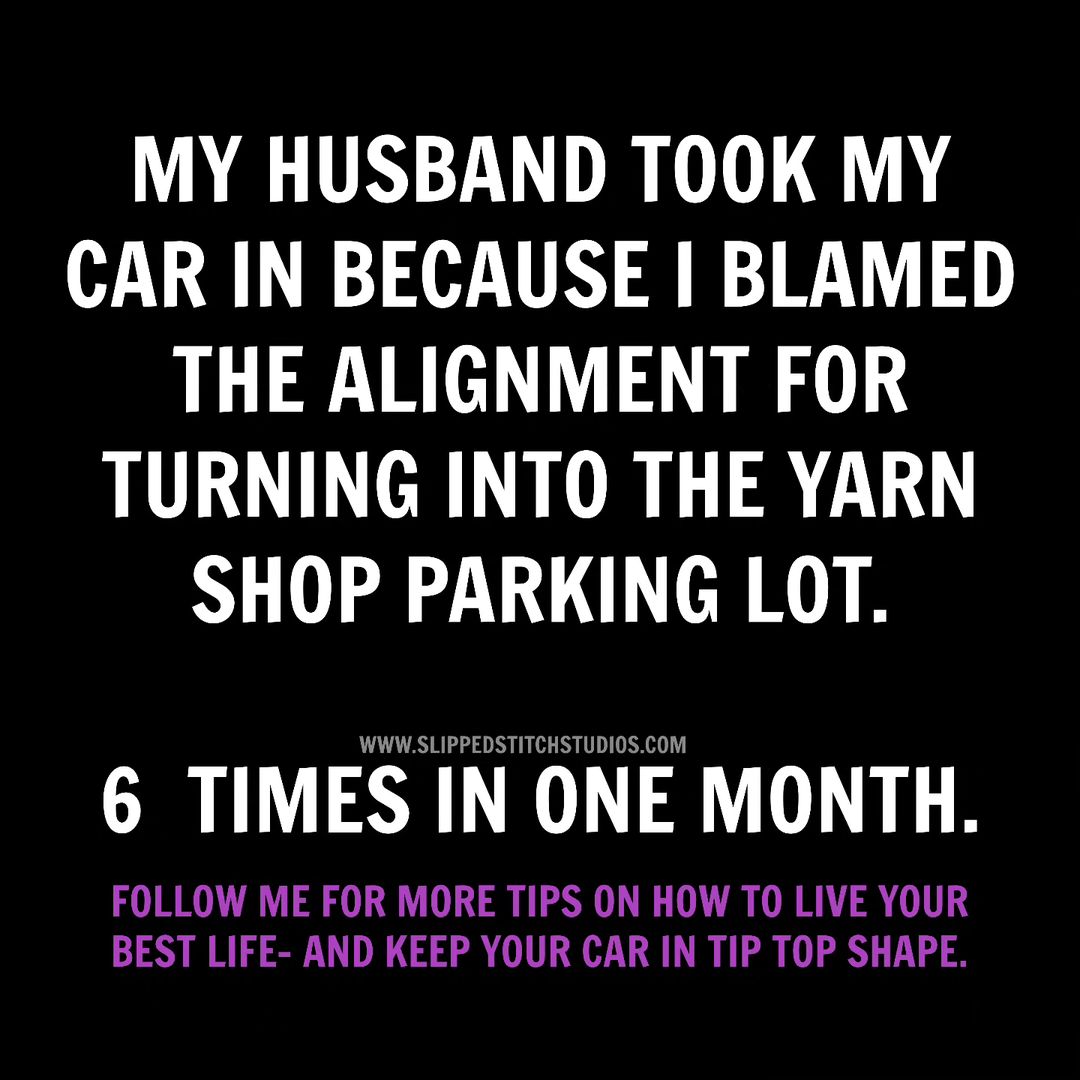 MY HUSBAND TOOK MY
CAR IN BECAUSE I BLAMED
THE ALIGNMENT FOR
TURNING INTO THE YARN
SHOP PARKING LOT.
WWW.SLIPPEDSTITCHSTUDIOS.COM
6  TIMES IN ONE MONTH.
FOLLOW ME FOR MORE TIPS ON HOW TO LIVE YOUR
BEST LIFE- AND KEEP YOUR CAR IN TIP TOP SHAPE.